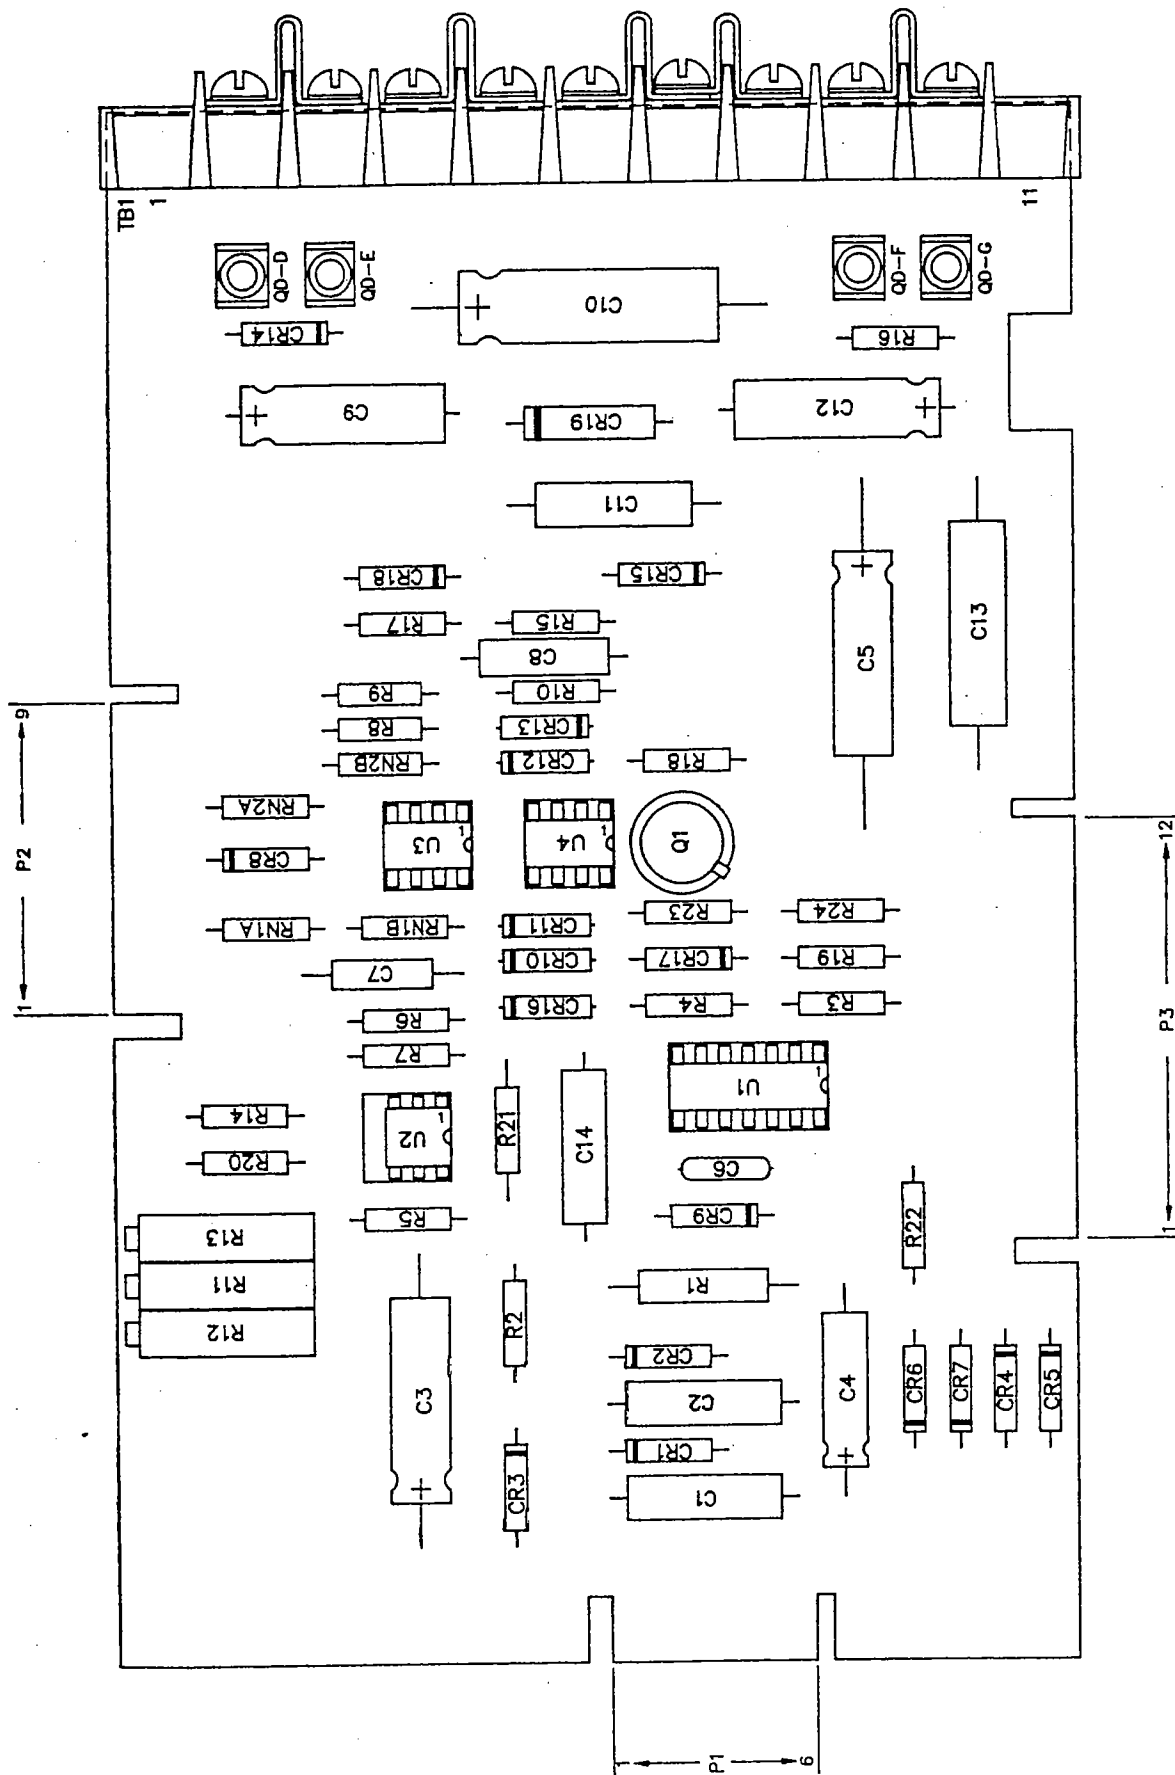 TB1
1
11
QD-D
QD-E
QD-F
QD-G
CR14
C10
R16
C9
CR19
C12
C11
CR18
CR15
R17
R15
C8
C5
C13
R9
R10
R8
CR13
RN2B
CR12
R18
9
P2
1
RN2A
CR8
RN1A
U3
1
U4
1
Q1
RN1B
CR11
R23
R24
C7
CR10
CR17
R19
R6
CR16
R4
R3
R7
12
P3
1
R14
R20
U2
1
R21
C14
U1
1
C6
R5
CR9
R22
R13
R11
R12
R1
C3
R2
CR2
C2
C4
CR6
CR7
CR4
CR5
CR3
CR1
C1
1
P1
6